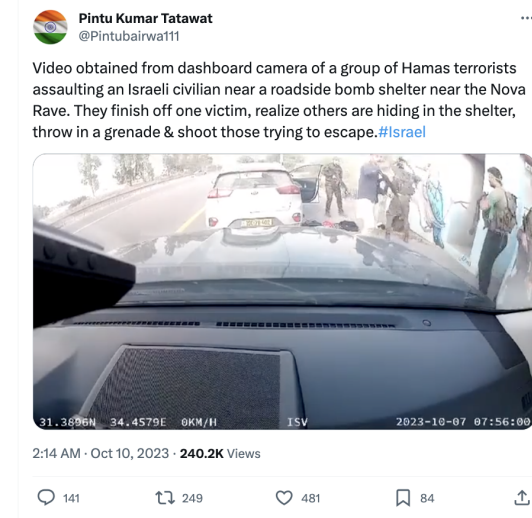 Pintu Kumar Tatawat
@Pintubairwa111
Video obtained from dashboard camera of a group of Hamas terrorists
assaulting an Israeli civilian near a roadside bomb shelter near the Nova
Rave. They finish off one victim, realize others are hiding in the shelter,
throw in a grenade & shoot those trying to escape.#Israel
31.3896N 34.4579E 0KM/H ISV 2023-10-07 07:56:00
2:14 AM · Oct 10, 2023 · 240.2K Views
141 249 481 84